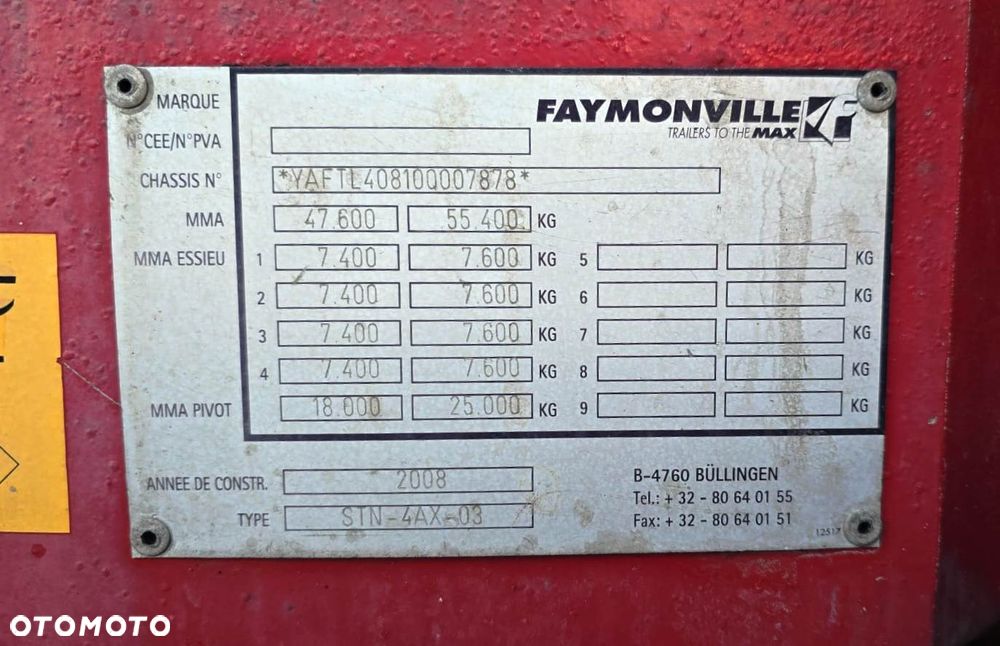 MARQUE
FAYMONVILLE
TRAILERS TO THE MAX
N°CEE/N°PVA
CHASSIS N° *YAFTL40810Q007878*
MMA 47.600 55.400 KG
MMA ESSIEU 1 7.400 7.600 KG 5 KG
2 7.400 7.600 KG 6 KG
3 7.400 7.600 KG 7 KG
4 7.400 7.600 KG 8 KG
MMA PIVOT 18.000 25.000 KG 9 KG
ANNEE DE CONSTR. 2008
TYPE STN-4AX-03
B-4760 BÜLLINGEN
Tel.: + 32 - 80 64 01 55
Fax: + 32 - 80 64 01 51
12517
OTOMOTO